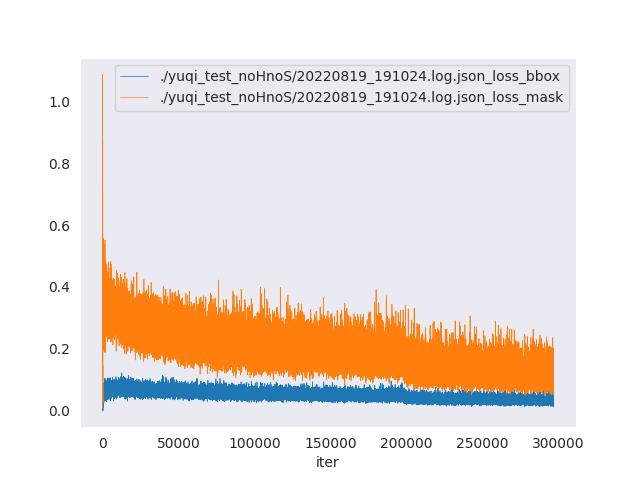 ./yuqi_test_noHnoS/20220819_191024.log.json_loss_bbox
./yuqi_test_noHnoS/20220819_191024.log.json_loss_mask
1.0
0.8
0.6
0.4
0.2
0.0
0 50000 100000 150000 200000 250000 300000
iter